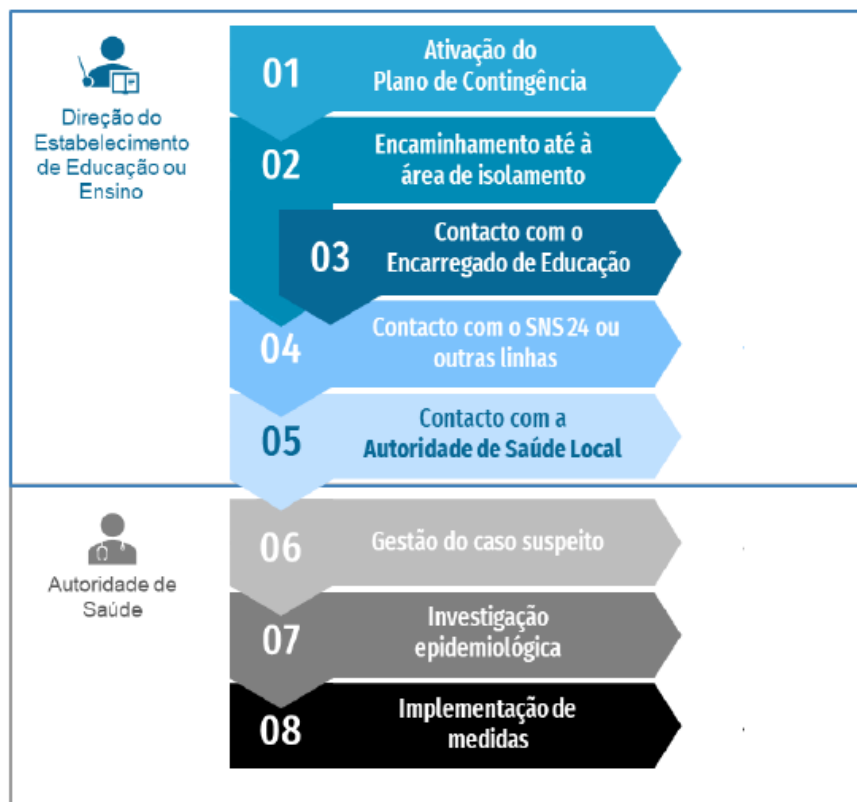 Direção do
Estabelecimento
de Educação ou
Ensino
01
Ativação do
Plano de Contingência
02
Encaminhamento até à
área de isolamento
03
Contacto com o
Encarregado de Educação
04
Contacto com o SNS 24 ou
outras linhas
05
Contacto com a
Autoridade de Saúde Local
Autoridade de
Saúde
06
Gestão do caso suspeito
07
Investigação
epidemiológica
08
Implementação de
medidas